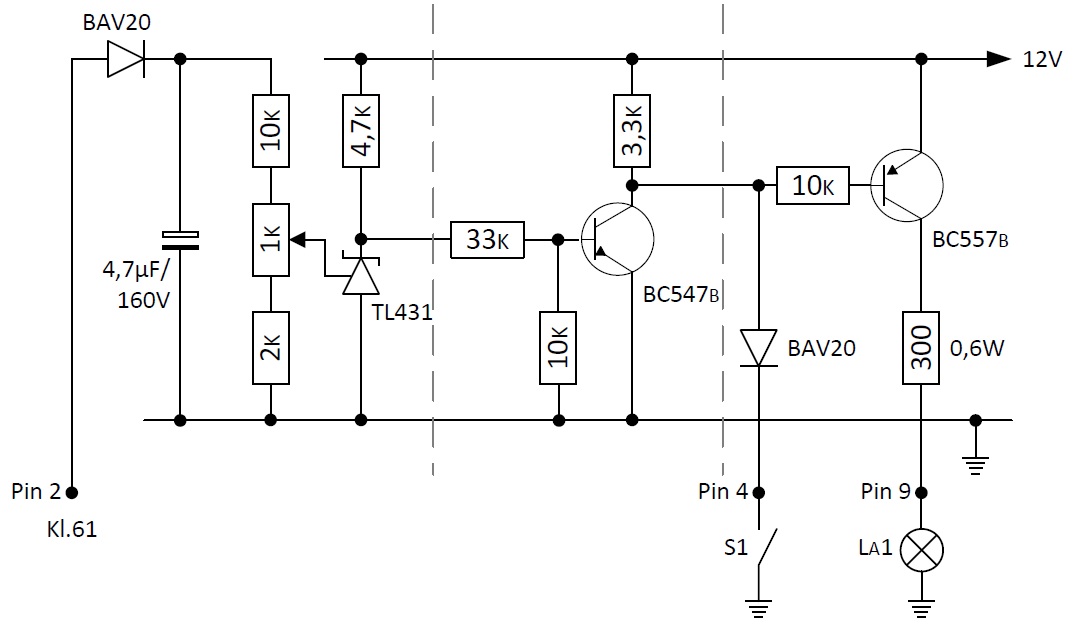 BAV20
12V
10K
4,7K
3,3K
10K
1K
33K
BC557B
4,7µF/
160V
BC547B
TL431
2K
10K
BAV20
300
0,6W
Pin 2
Pin 4
Pin 9
Kl.61
S1
LA1